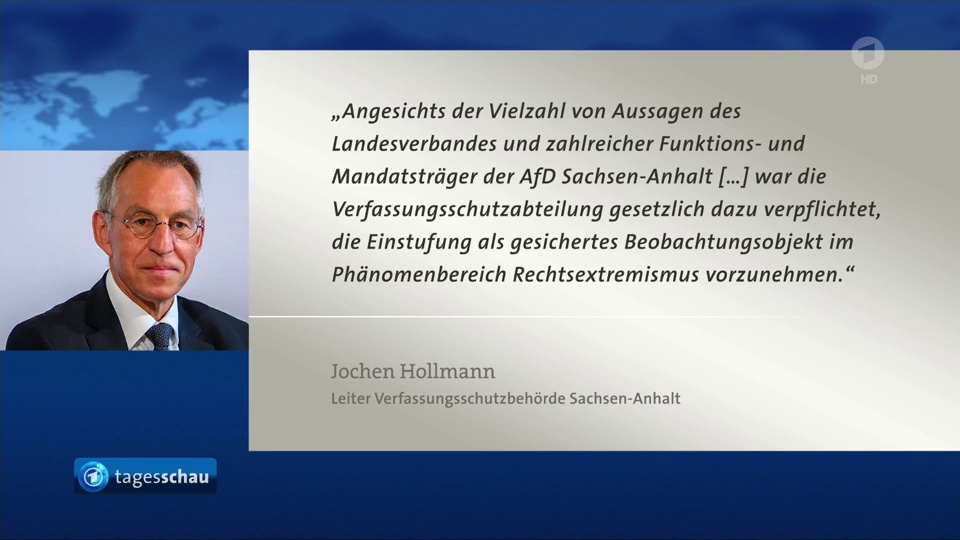 HD
„Angesichts der Vielzahl von Aussagen des
Landesverbandes und zahlreicher Funktions- und
Mandatsträger der AfD Sachsen-Anhalt [...] war die
Verfassungsschutzabteilung gesetzlich dazu verpflichtet,
die Einstufung als gesichertes Beobachtungsobjekt im
Phänomenbereich Rechtsextremismus vorzunehmen.“
Jochen Hollmann
Leiter Verfassungsschutzbehörde Sachsen-Anhalt
tagesschau